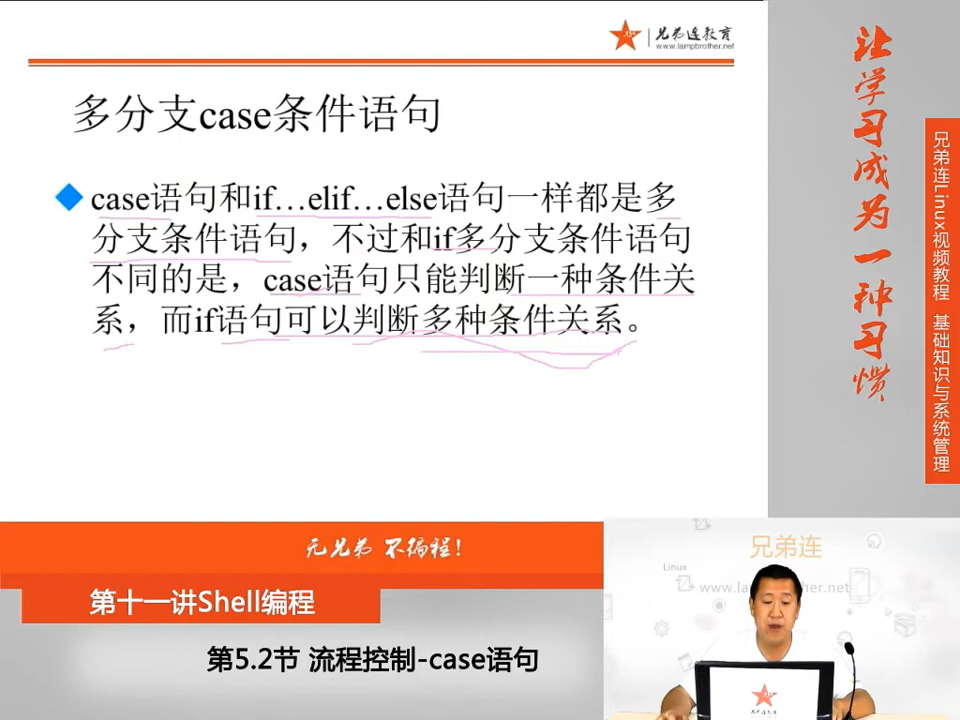 兄弟连教育
www.lampbrother.net
多分支case条件语句
case语句和if…elif…else语句一样都是多
分支条件语句，不过和if多分支条件语句
不同的是，case语句只能判断一种条件关
系，而if语句可以判断多种条件关系。
让学习成为一种习惯
兄弟连Linux视频教程 基础知识与系统管理
无兄弟 不编程！
第十一讲Shell编程
第5.2节 流程控制-case语句
兄弟连
Linux
www.la
other.net